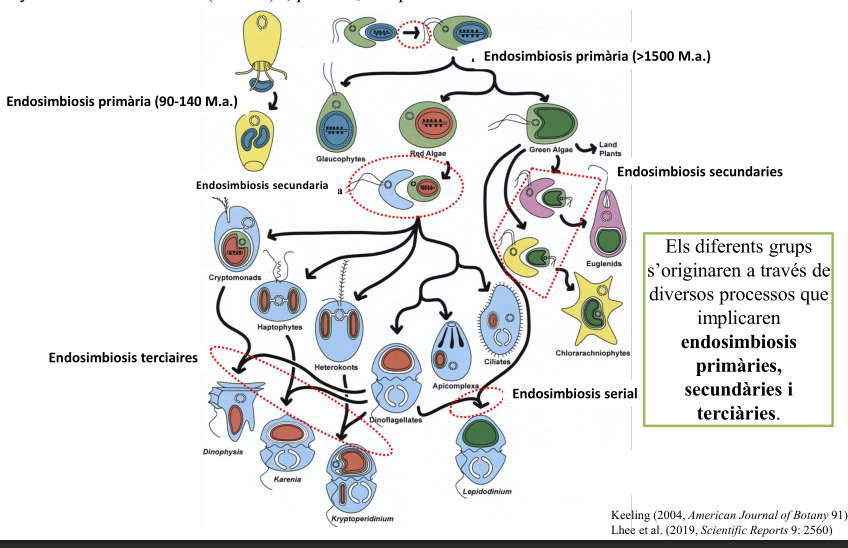 Endosimbiosis primària (>1500 M.a.)
Endosimbiosis primària (90-140 M.a.)
Glaucophytes
Red Algae
Green Algae
Land
Plants
Endosimbiosis secundaries
Endosimbiosis secundaria
a
Euglenids
Cryptomonads
Haptophytes
Heterokonts
Ciliates
Chlorarachniophytes
Apicomplexa
Dinoflagellates
Els diferents grups
s’originaren a través de
diversos processos que
implicaren
endosimbiosis
primàries,
secundàries i
terciàries.
Endosimbiosis terciaires
Endosimbiosis serial
Dinophysis
Karenia
Kryptoperidinium
Lepidodinium
Keeling (2004, American Journal of Botany 91)
Lhee et al. (2019, Scientific Reports 9: 2560)